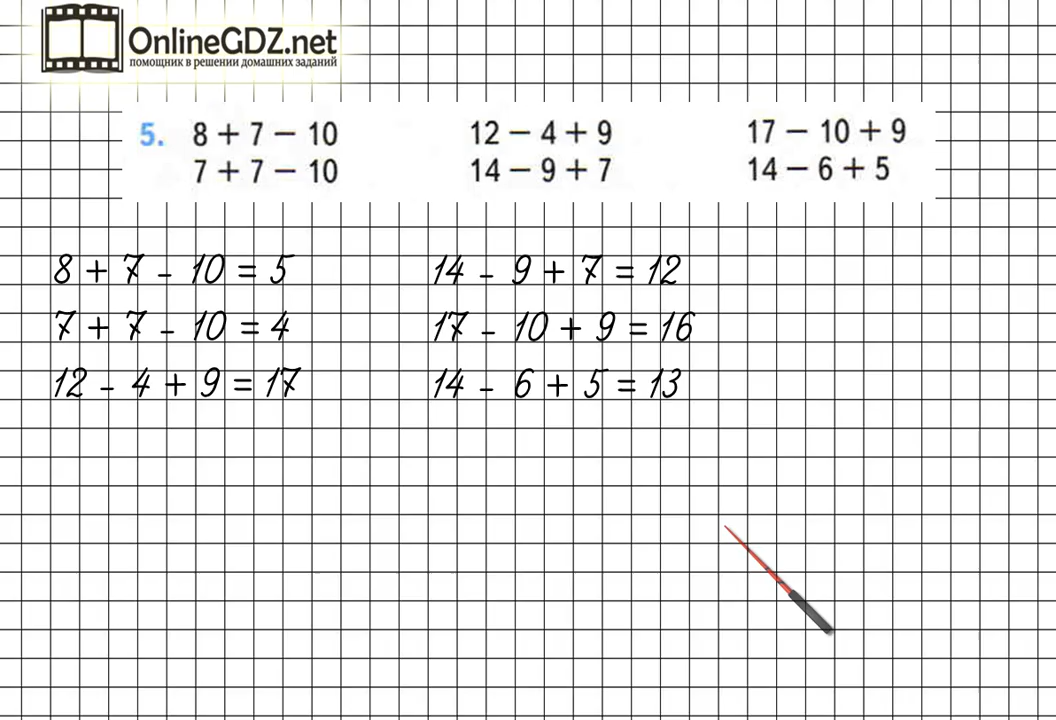 OnlineGDZ.net
помощник в решении домашних заданий
5. 8 + 7 − 10 12 − 4 + 9 17 − 10 + 9
7 + 7 − 10 14 − 9 + 7 14 − 6 + 5
8 + 7 - 10 = 5 14 - 9 + 7 = 12
7 + 7 - 10 = 4 17 - 10 + 9 = 16
12 - 4 + 9 = 17 14 - 6 + 5 = 13